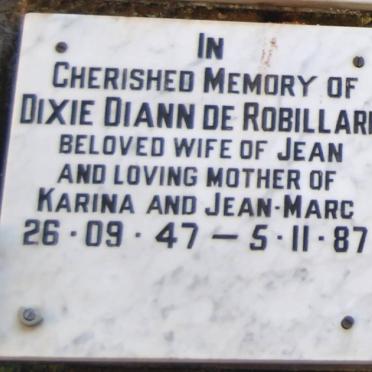 IN
CHERISHED MEMORY OF
DIXIE DIANN DE ROBILLARD
BELOVED WIFE OF JEAN
AND LOVING MOTHER OF
KARINA AND JEAN-MARC
26 · 09 · 47 — 5 · 11 · 87